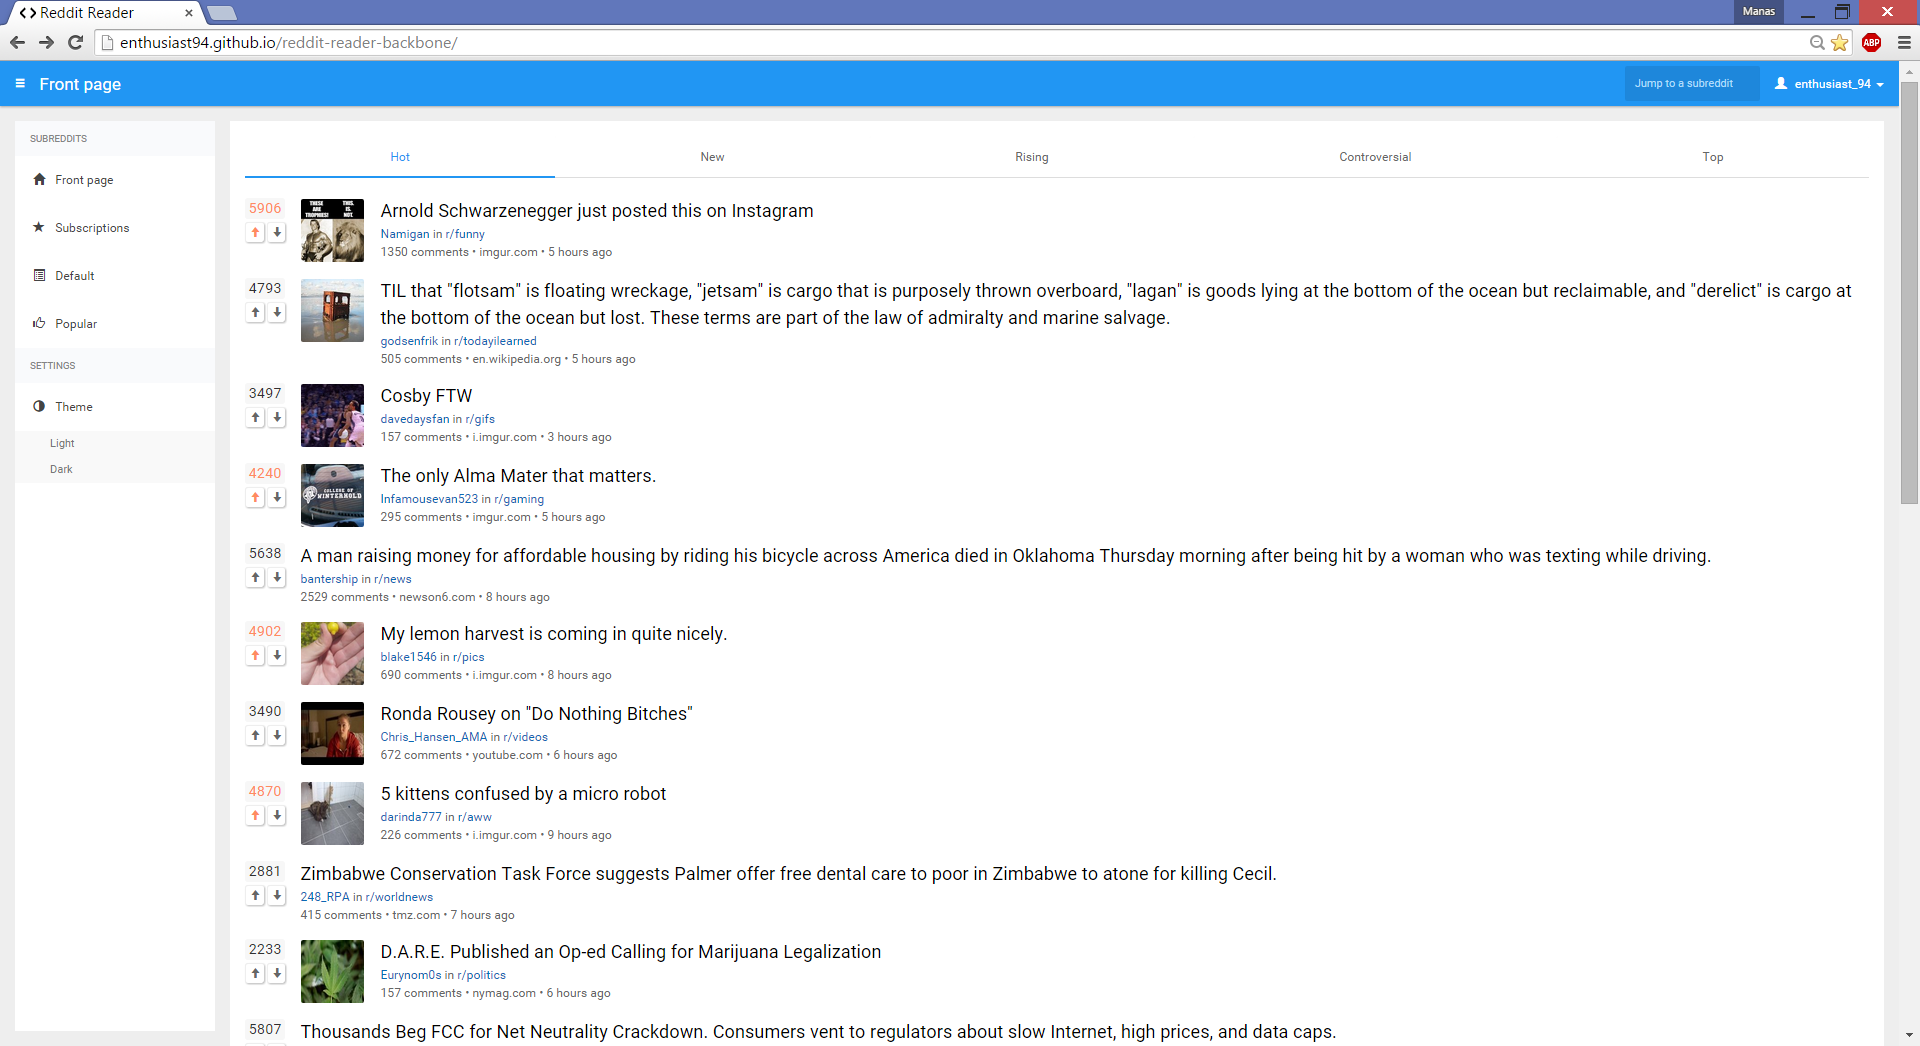 Reddit Reader
Manas
enthusiast94.github.io/reddit-reader-backbone/
ABP
Front page
Jump to a subreddit
enthusiast_94
SUBREDDITS
Front page
Subscriptions
Default
Popular
SETTINGS
Theme
Light
Dark
Hot New Rising Controversial Top
5906
THESE ARE TROPHIES! THIS. IS. NOT.
Arnold Schwarzenegger just posted this on Instagram
Namigan in r/funny
1350 comments • imgur.com • 5 hours ago
4793
TIL that "flotsam" is floating wreckage, "jetsam" is cargo that is purposely thrown overboard, "lagan" is goods lying at the bottom of the ocean but reclaimable, and "derelict" is cargo at
the bottom of the ocean but lost. These terms are part of the law of admiralty and marine salvage.
godsenfrik in r/todayilearned
505 comments • en.wikipedia.org • 5 hours ago
3497
Cosby FTW
davedaysfan in r/gifs
157 comments • i.imgur.com • 3 hours ago
4240
COLLEGE OF
WINTERHOLD
The only Alma Mater that matters.
Infamousevan523 in r/gaming
295 comments • imgur.com • 5 hours ago
5638
A man raising money for affordable housing by riding his bicycle across America died in Oklahoma Thursday morning after being hit by a woman who was texting while driving.
bantership in r/news
2529 comments • newson6.com • 8 hours ago
4902
My lemon harvest is coming in quite nicely.
blake1546 in r/pics
690 comments • i.imgur.com • 8 hours ago
3490
Ronda Rousey on "Do Nothing Bitches"
Chris_Hansen_AMA in r/videos
672 comments • youtube.com • 6 hours ago
4870
5 kittens confused by a micro robot
darinda777 in r/aww
226 comments • i.imgur.com • 9 hours ago
2881
Zimbabwe Conservation Task Force suggests Palmer offer free dental care to poor in Zimbabwe to atone for killing Cecil.
248_RPA in r/worldnews
415 comments • tmz.com • 7 hours ago
2233
D.A.R.E. Published an Op-ed Calling for Marijuana Legalization
Eurynom0s in r/politics
157 comments • nymag.com • 6 hours ago
5807
Thousands Beg FCC for Net Neutrality Crackdown. Consumers vent to regulators about slow Internet, high prices, and data caps.